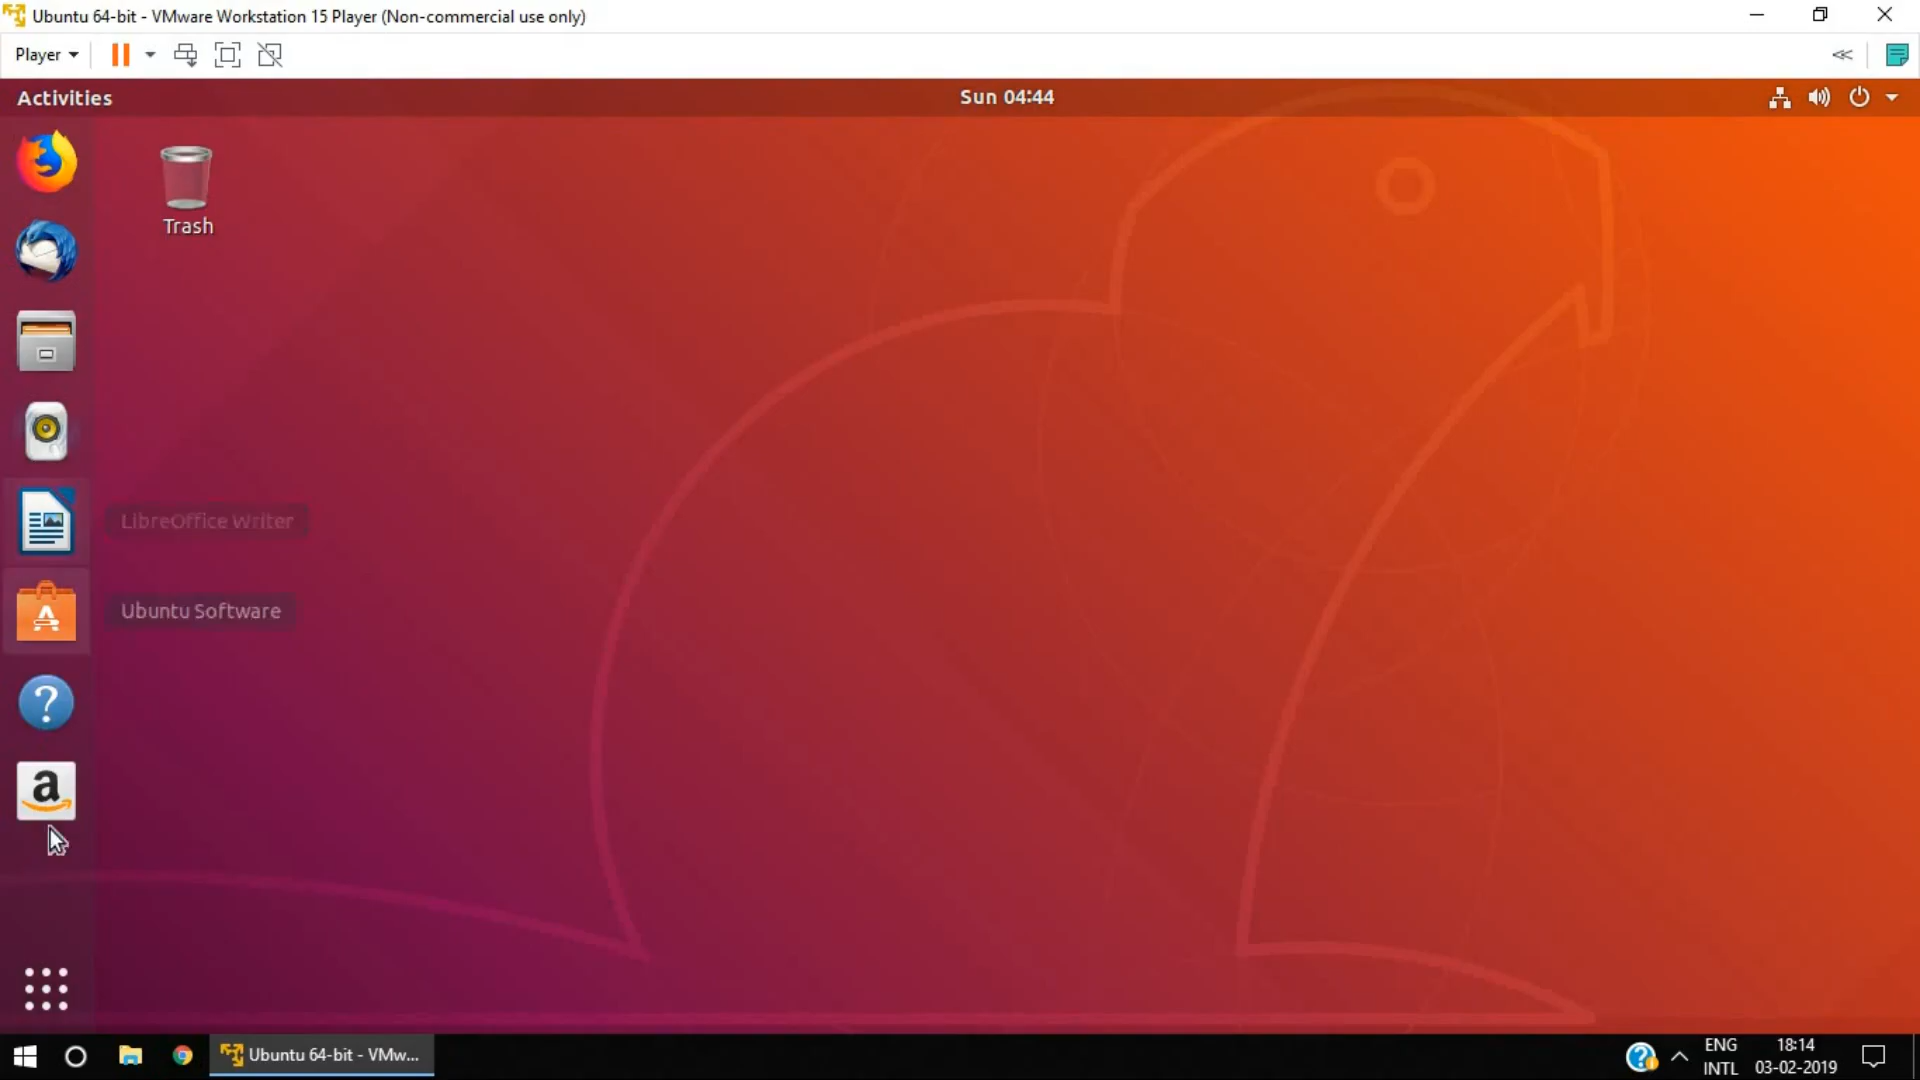 Ubuntu 64-bit - VMware Workstation 15 Player (Non-commercial use only)
Player
Activities
Sun 04:44
Trash
LibreOffice Writer
Ubuntu Software
Ubuntu 64-bit - VMw...
ENG
INTL
18:14
03-02-2019